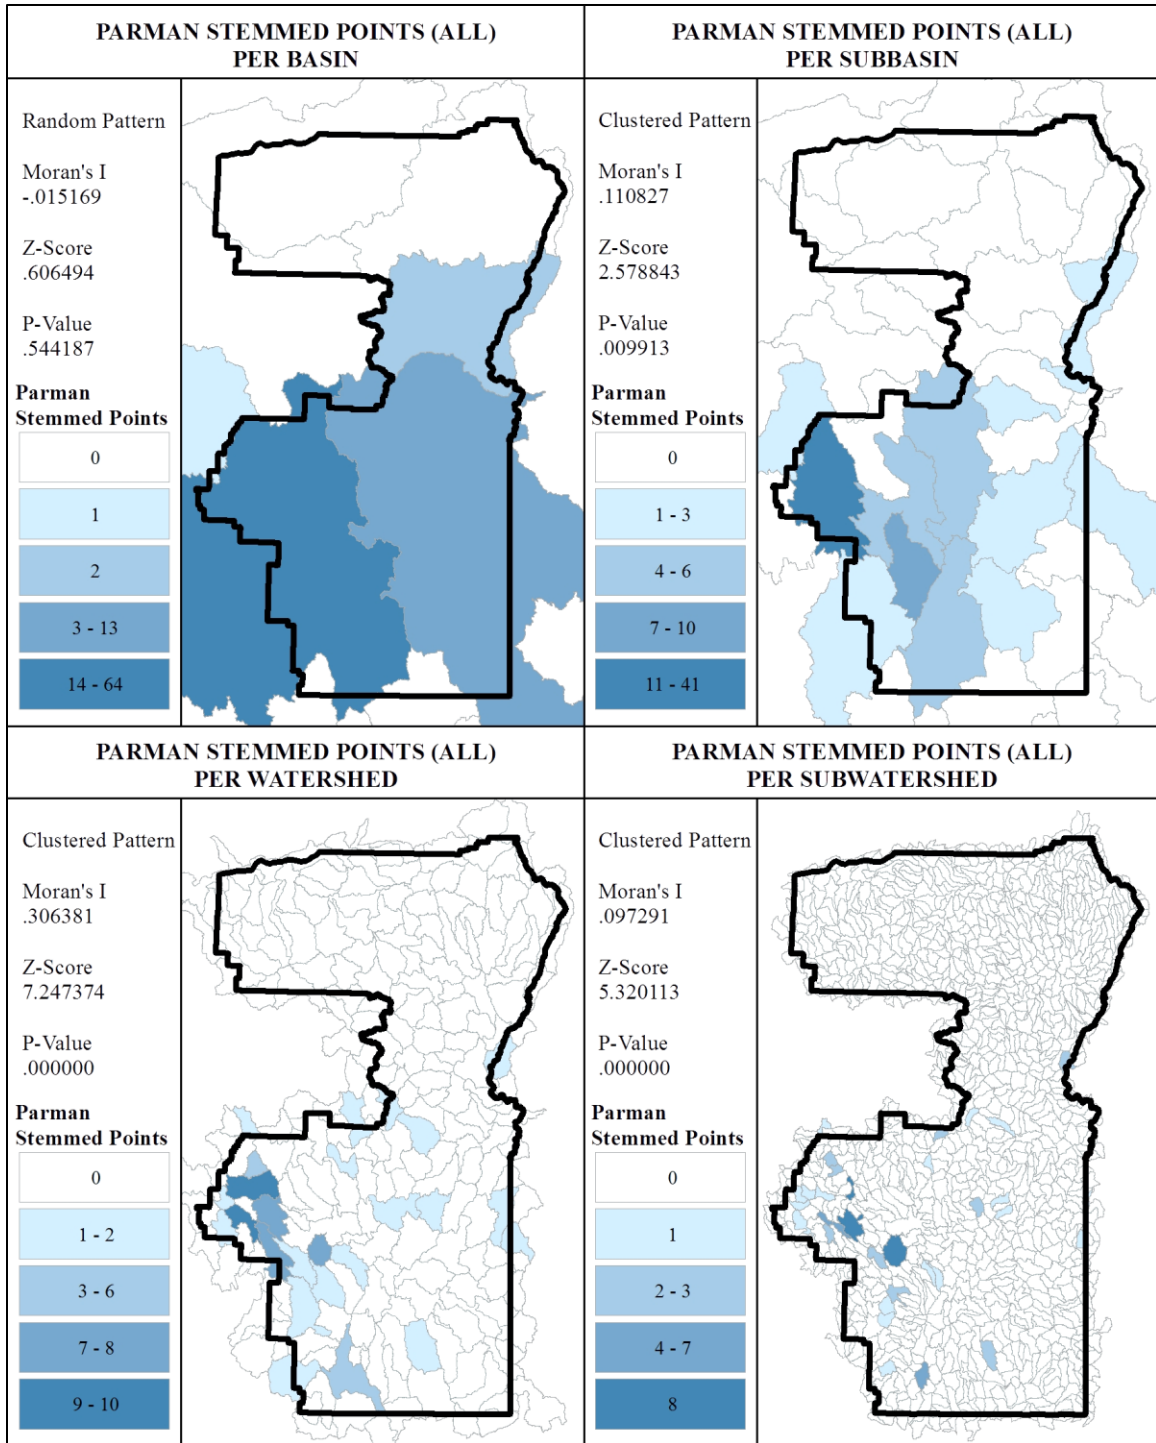 PARMAN STEMMED POINTS (ALL)
PER BASIN
Random Pattern
Moran's I
-.015169
Z-Score
.606494
P-Value
.544187
Parman
Stemmed Points
0
1
2
3 - 13
14 - 64
PARMAN STEMMED POINTS (ALL)
PER SUBBASIN
Clustered Pattern
Moran's I
.110827
Z-Score
2.578843
P-Value
.009913
Parman
Stemmed Points
0
1 - 3
4 - 6
7 - 10
11 - 41
PARMAN STEMMED POINTS (ALL)
PER WATERSHED
Clustered Pattern
Moran's I
.306381
Z-Score
7.247374
P-Value
.000000
Parman
Stemmed Points
0
1 - 2
3 - 6
7 - 8
9 - 10
PARMAN STEMMED POINTS (ALL)
PER SUBWATERSHED
Clustered Pattern
Moran's I
.097291
Z-Score
5.320113
P-Value
.000000
Parman
Stemmed Points
0
1
2 - 3
4 - 7
8